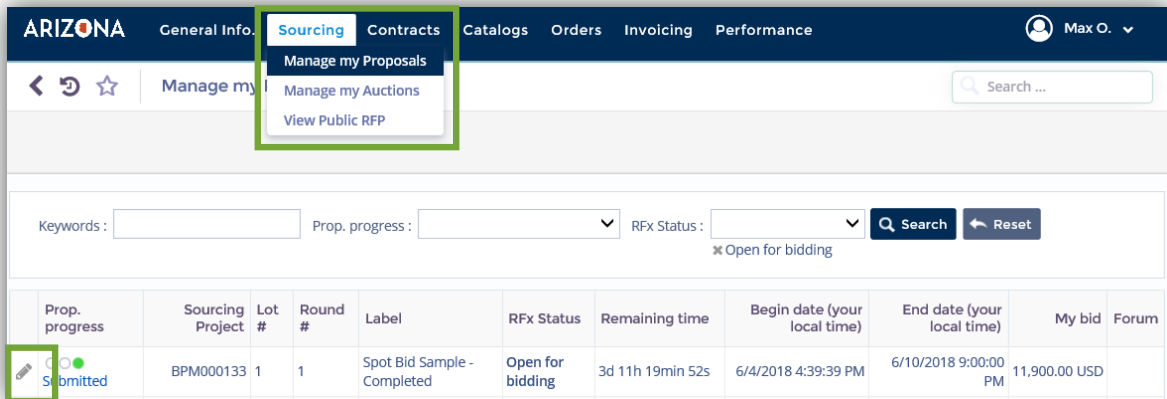 ARIZONA General Info. Sourcing Contracts Catalogs Orders Invoicing Performance Max O.
Manage my Proposals
Manage my Auctions
View Public RFP
Manage my
Search ...
Keywords : Prop. progress : RFx Status : Search Reset
Open for bidding
Prop. progress Sourcing Project Lot # Round # Label RFx Status Remaining time Begin date (your local time) End date (your local time) My bid Forum
Submitted BPM000133 1 1 Spot Bid Sample - Completed Open for bidding 3d 11h 19min 52s 6/4/2018 4:39:39 PM 6/10/2018 9:00:00 PM 11,900.00 USD